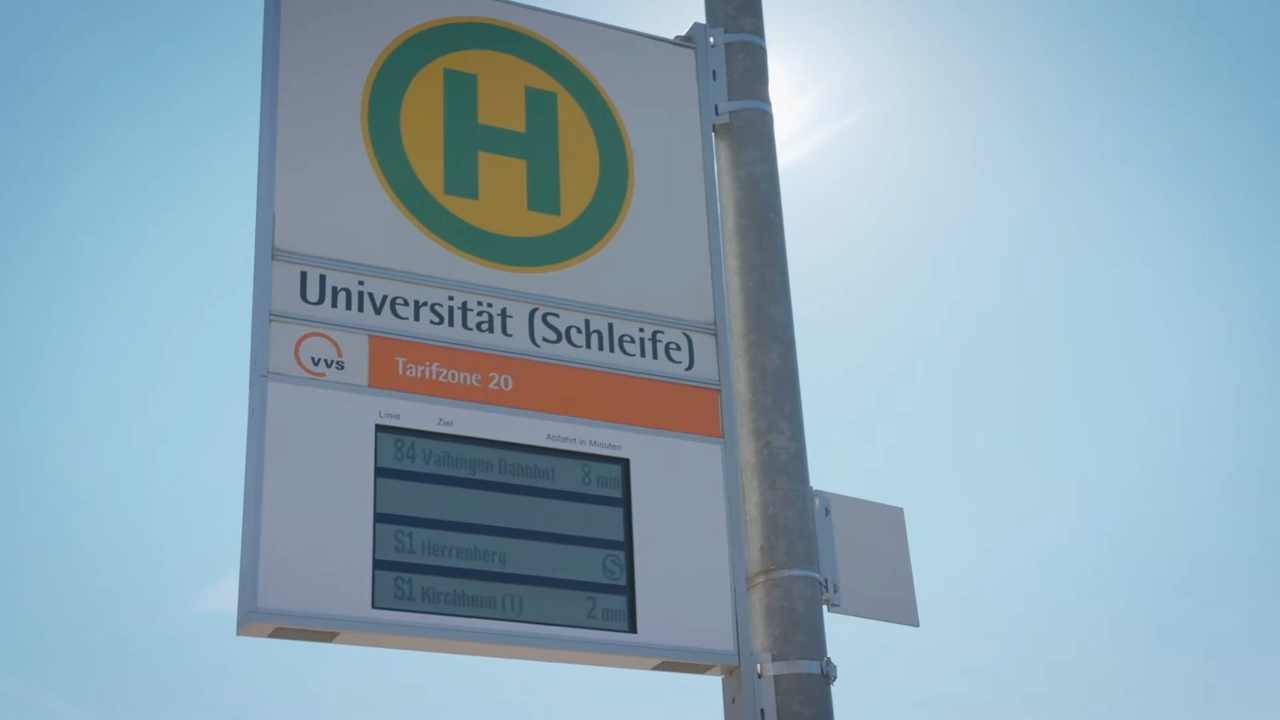 H
Universität (Schleife)
vvs
Tarifzone 20
Linie Ziel Abfahrt in Minuten
84 Vaihingen Bahnhof 8 min
S1 Herrenberg S
S1 Kirchheim (T) 2 min